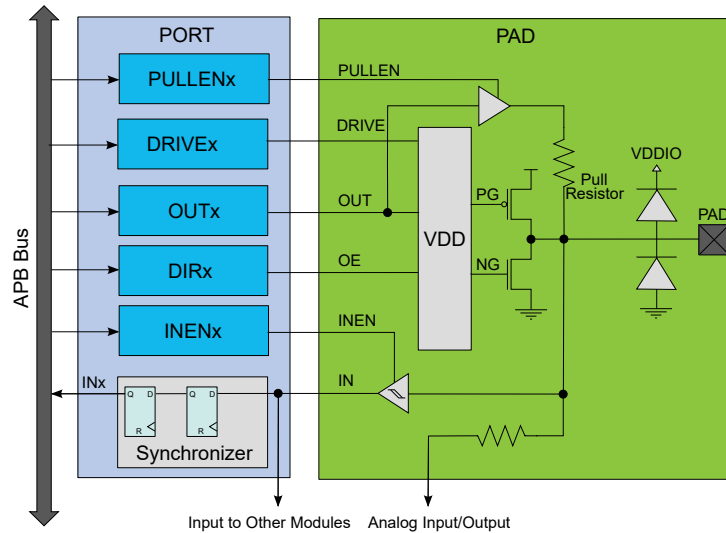 PORT
PAD
PULLENx
PULLEN
DRIVEx
DRIVE
VDDIO
Pull
Resistor
OUTx
OUT
PG
PAD
VDD
DIRx
OE
NG
APB Bus
INENx
INEN
INx
IN
Q D
Q D
R
R
Synchronizer
Input to Other Modules
Analog Input/Output